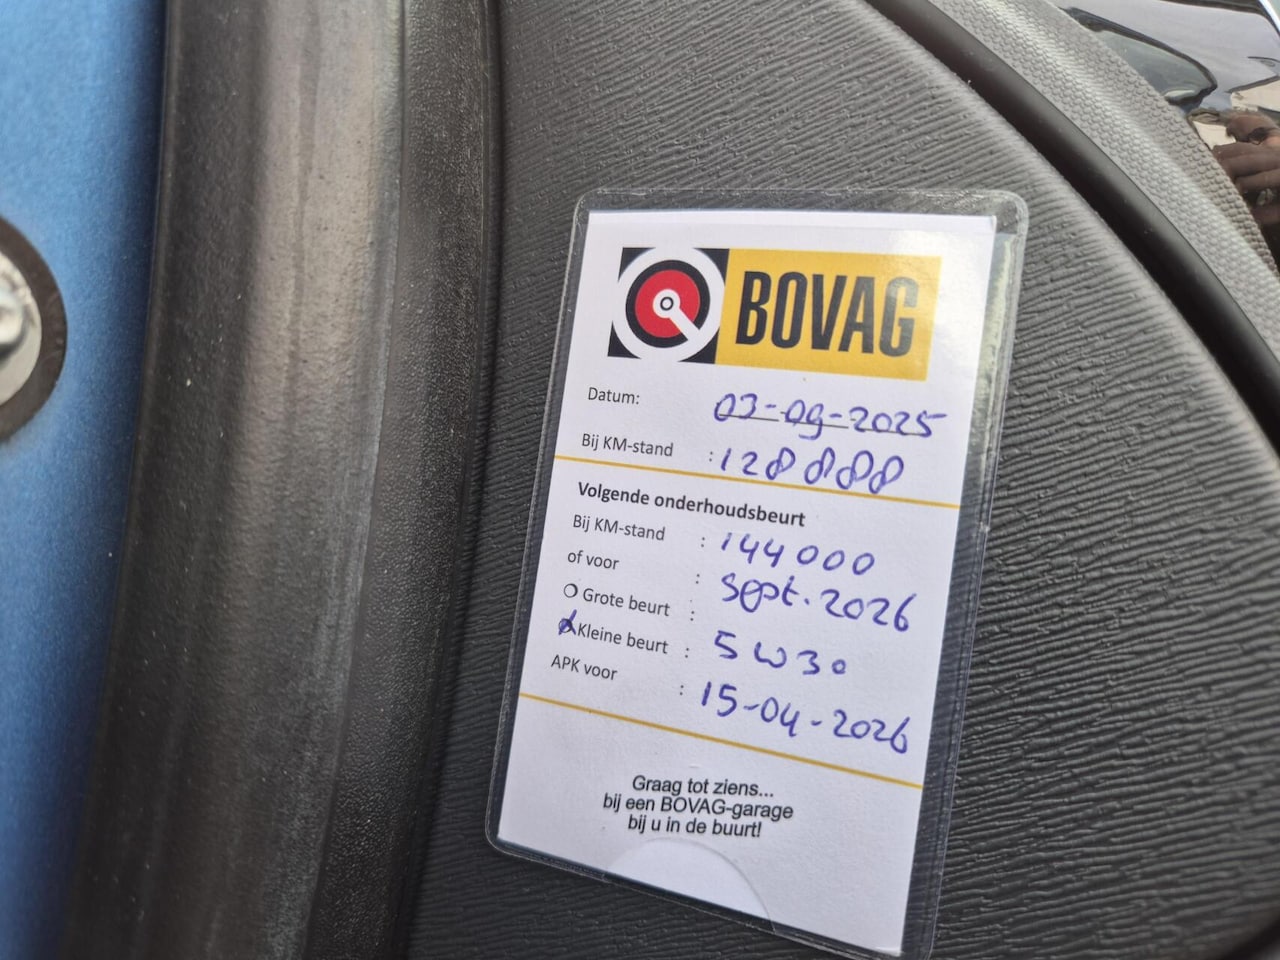 BOVAG
Datum: 03-09-2025
Bij KM-stand : 128888
Volgende onderhoudsbeurt
Bij KM-stand : 144000
of voor : sept. 2026
Grote beurt :
Kleine beurt : 5W30
APK voor : 15-04-2026
Graag tot ziens...
bij een BOVAG-garage
bij u in de buurt!